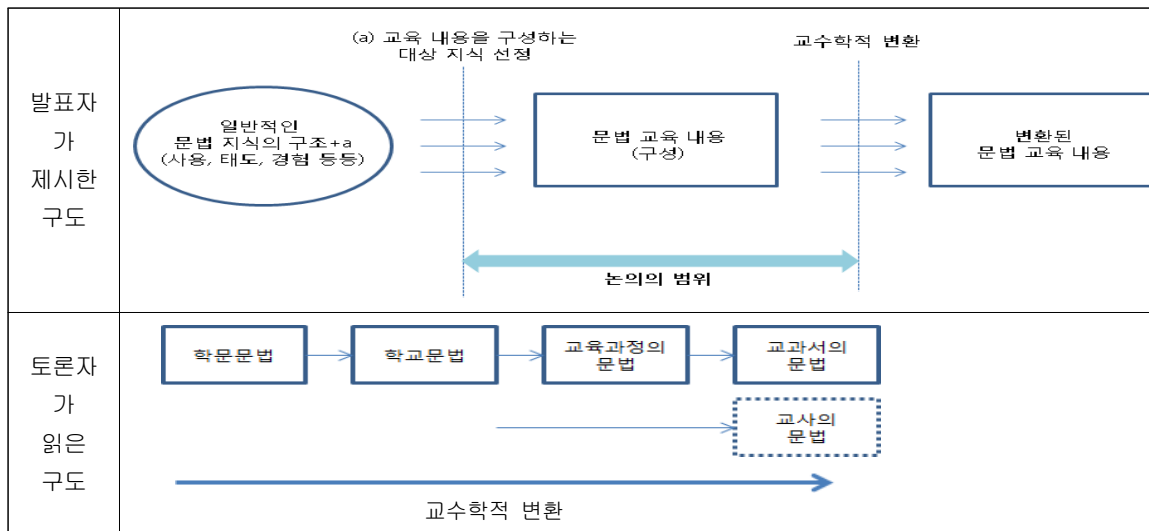 발표자
가
제시한
구도
(a) 교육 내용을 구성하는
대상 지식 선정
교수학적 변환
일반적인
문법 지식의 구조+a
(사용, 태도, 경험 등등)
문법 교육 내용
(구성)
변환된
문법 교육 내용
논의의 범위
토론자
가
읽은
구도
학문문법
학교문법
교육과정의
문법
교과서의
문법
교사의
문법
교수학적 변환